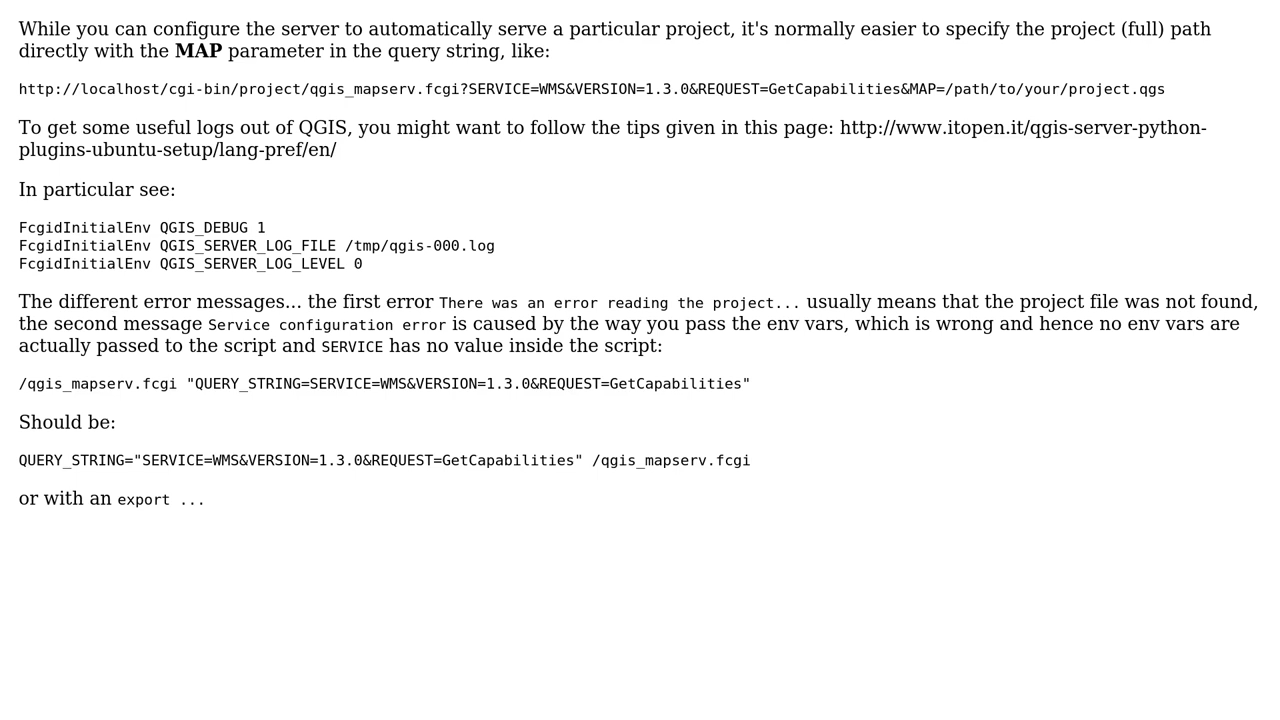 While you can configure the server to automatically serve a particular project, it's normally easier to specify the project (full) path
directly with the MAP parameter in the query string, like:
http://localhost/cgi-bin/project/qgis_mapserv.fcgi?SERVICE=WMS&VERSION=1.3.0&REQUEST=GetCapabilities&MAP=/path/to/your/project.qgs
To get some useful logs out of QGIS, you might want to follow the tips given in this page: http://www.itopen.it/qgis-server-python-
plugins-ubuntu-setup/lang-pref/en/
In particular see:
FcgidInitialEnv QGIS_DEBUG 1
FcgidInitialEnv QGIS_SERVER_LOG_FILE /tmp/qgis-000.log
FcgidInitialEnv QGIS_SERVER_LOG_LEVEL 0
The different error messages... the first error There was an error reading the project... usually means that the project file was not found,
the second message Service configuration error is caused by the way you pass the env vars, which is wrong and hence no env vars are
actually passed to the script and SERVICE has no value inside the script:
/qgis_mapserv.fcgi "QUERY_STRING=SERVICE=WMS&VERSION=1.3.0&REQUEST=GetCapabilities"
Should be:
QUERY_STRING="SERVICE=WMS&VERSION=1.3.0&REQUEST=GetCapabilities" /qgis_mapserv.fcgi
or with an export ...